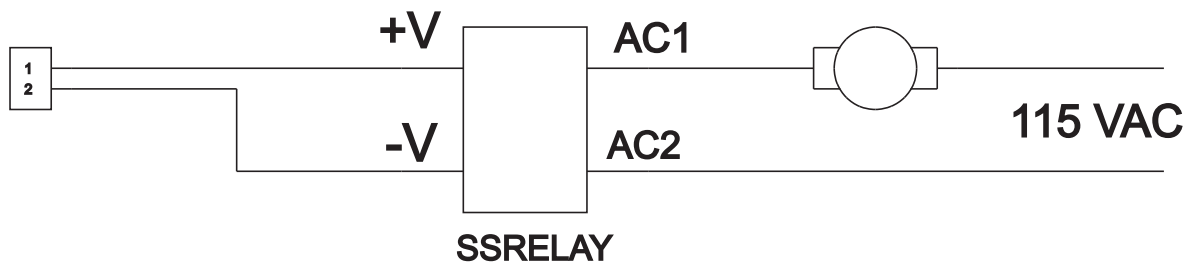 +V
AC1
1
2
115 VAC
-V
AC2
SSRELAY